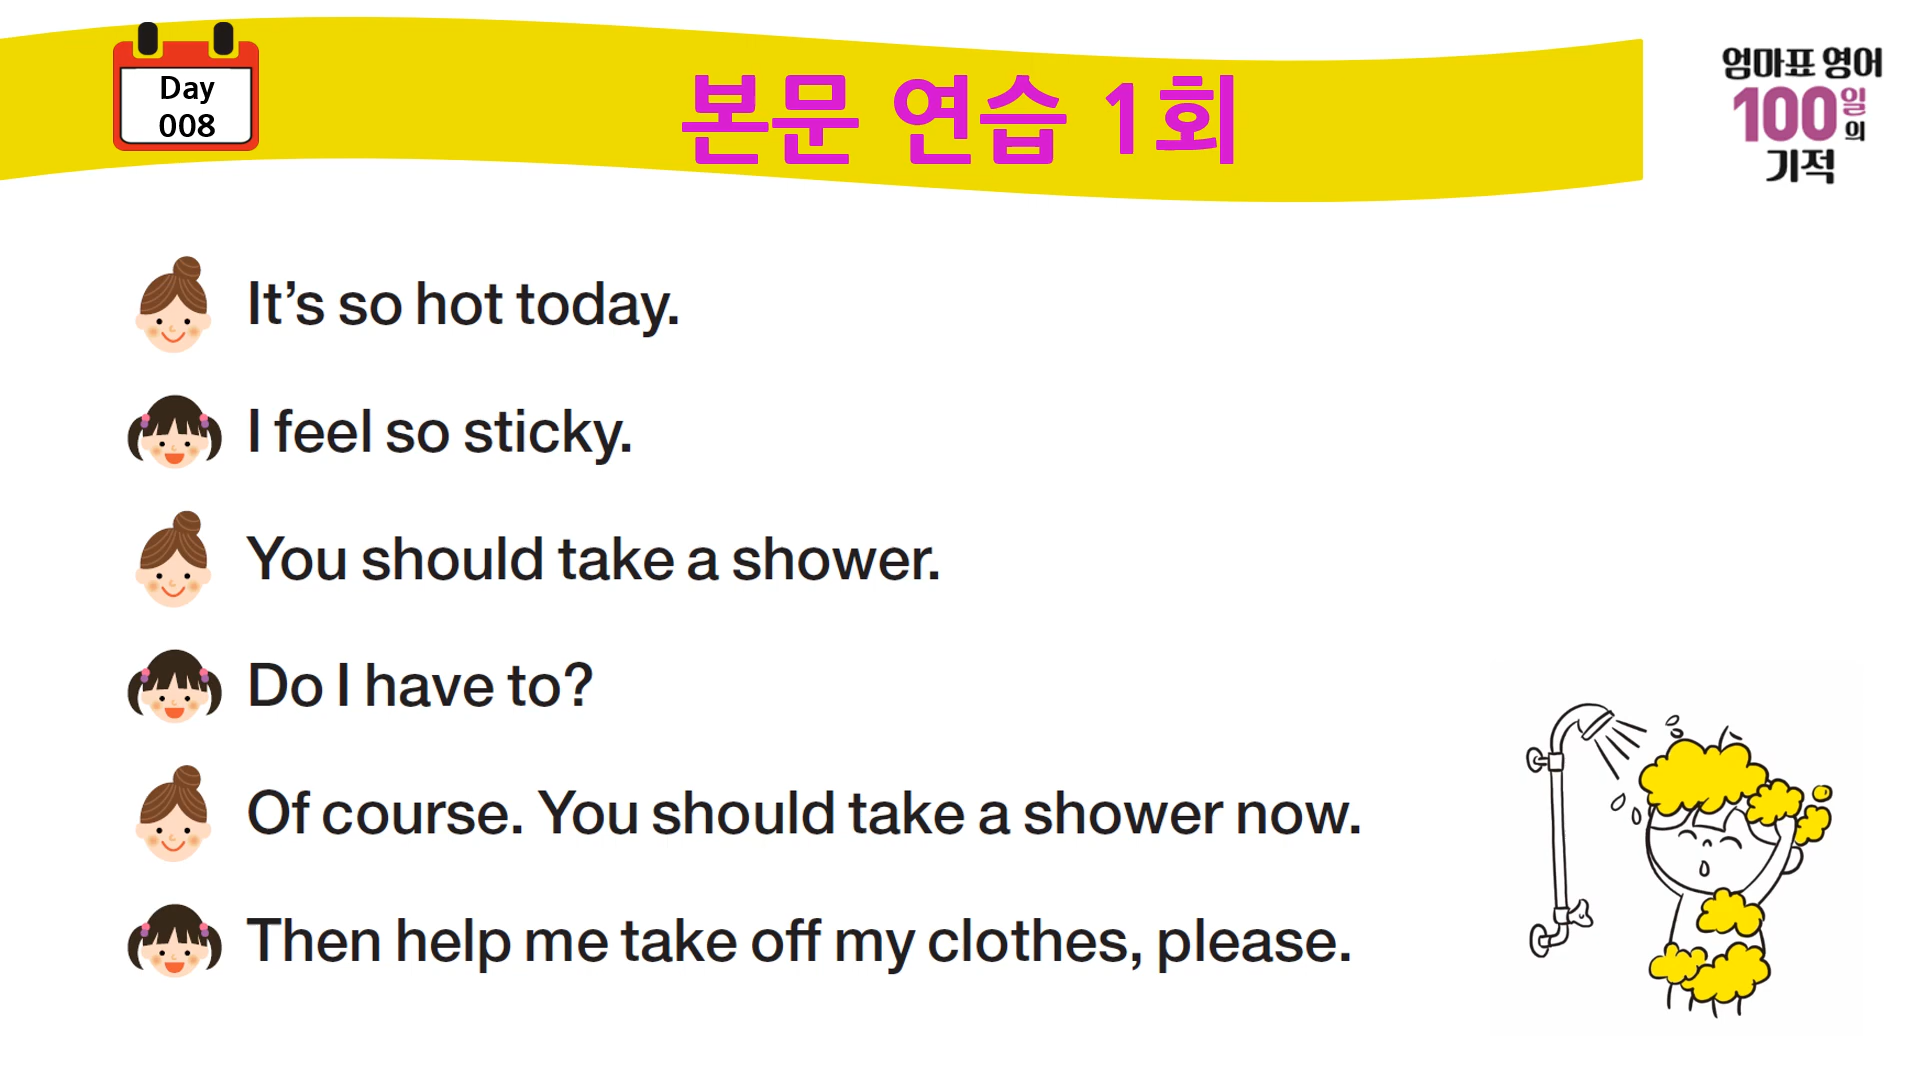 Day
008
본문 연습 1회
엄마표 영어
100일의
기적
It’s so hot today.
I feel so sticky.
You should take a shower.
Do I have to?
Of course. You should take a shower now.
Then help me take off my clothes, please.